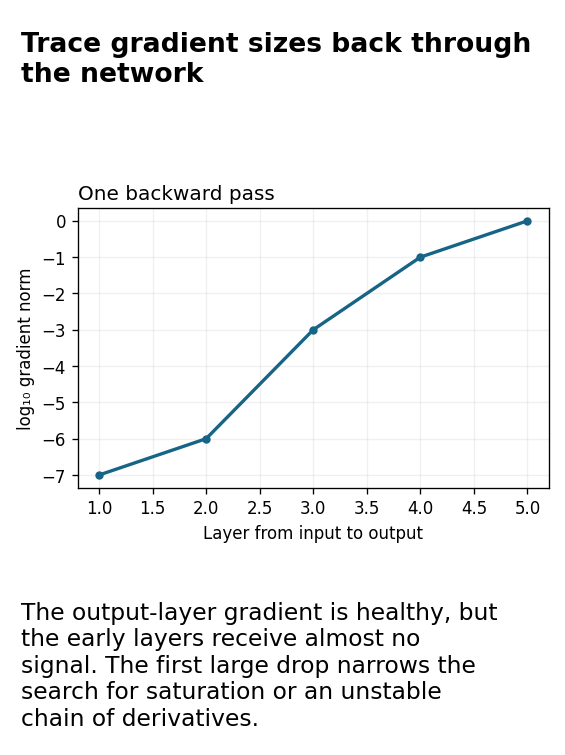 Trace gradient sizes back through
the network
One backward pass
0
−1
−2
−3
−4
−5
−6
−7
log₁₀ gradient norm
1.0 1.5 2.0 2.5 3.0 3.5 4.0 4.5 5.0
Layer from input to output
The output-layer gradient is healthy, but
the early layers receive almost no
signal. The first large drop narrows the
search for saturation or an unstable
chain of derivatives.